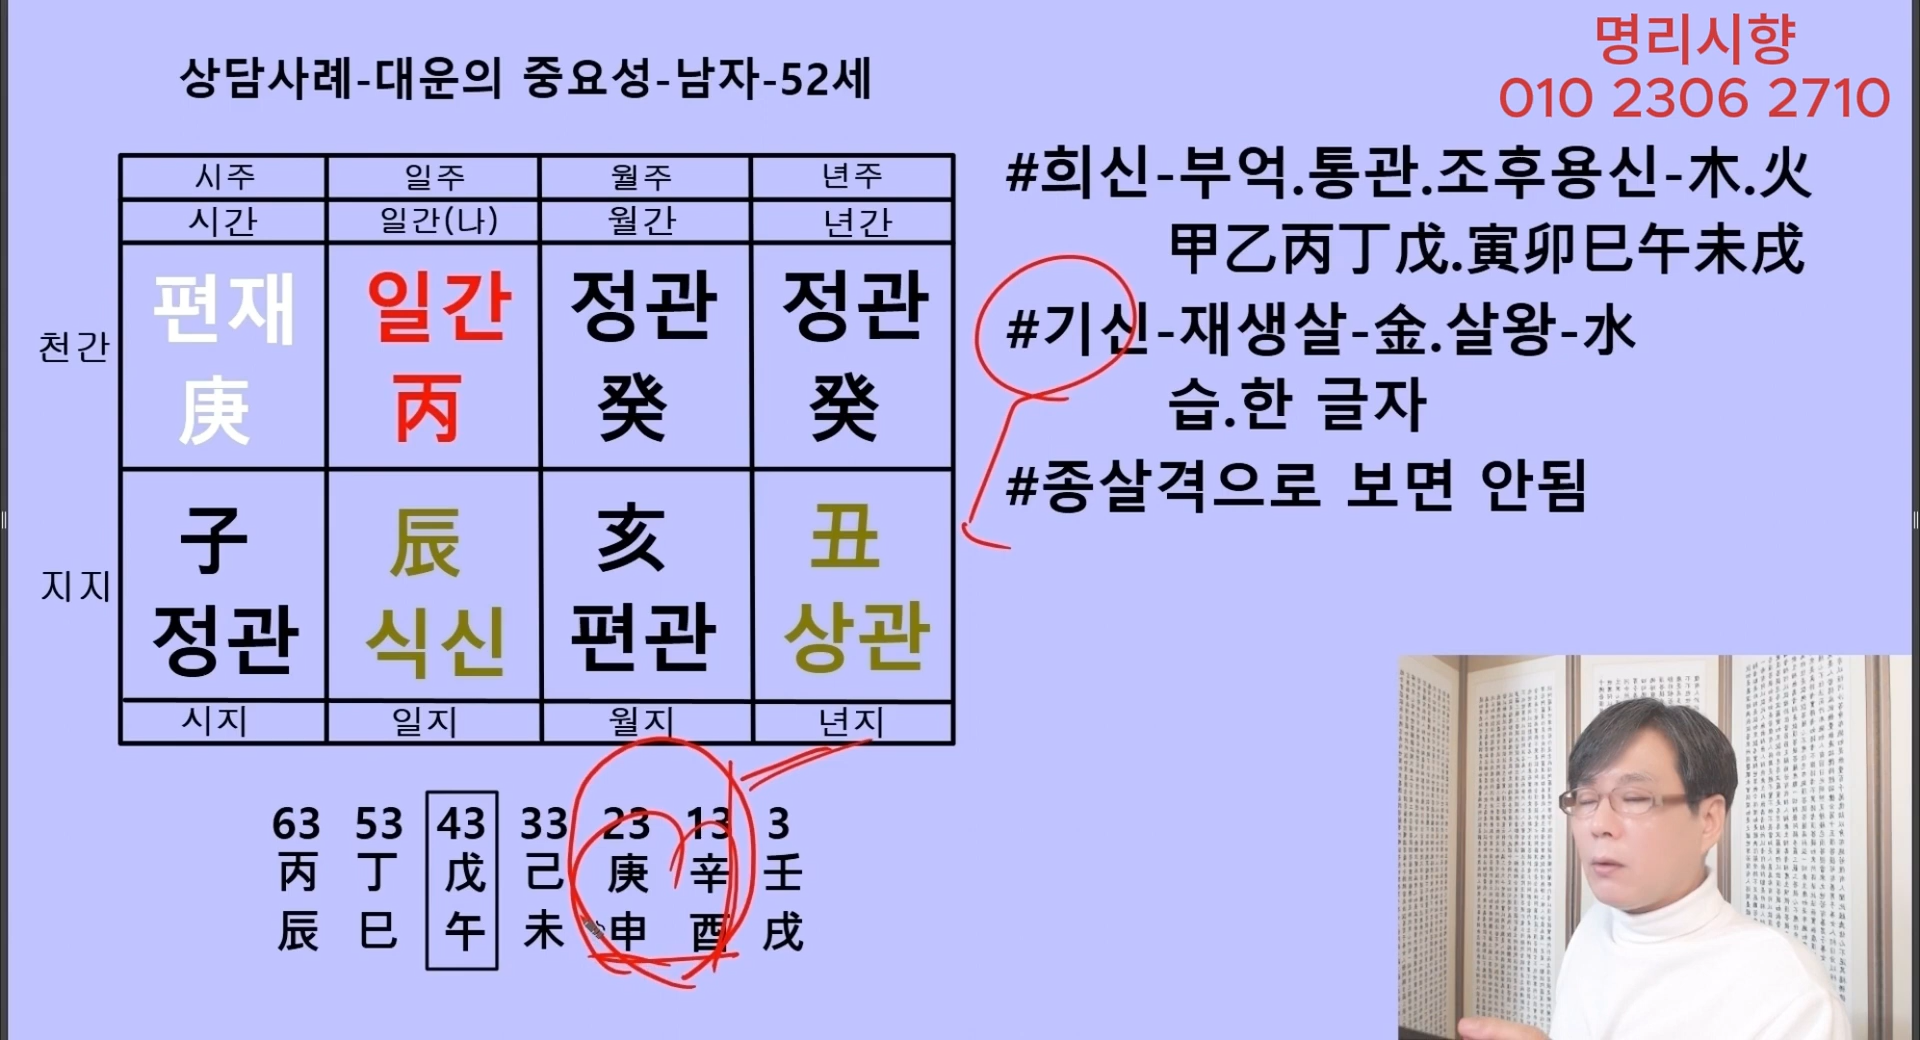 명리시향
010 2306 2710
상담사례-대운의 중요성-남자-52세
시주 일주 월주 년주
시간 일간(나) 월간 년간
천간
편재 일간 정관 정관
庚 丙 癸 癸
지지
子 辰 亥 丑
정관 식신 편관 상관
시지 일지 월지 년지
63 53 43 33 23 13 3
丙 丁 戊 己 庚 辛 壬
辰 巳 午 未 申 酉 戌
#희신-부억.통관.조후용신-木.火
甲乙丙丁戊.寅卯巳午未戌
#기신-재생살-金.살왕-水
습.한 글자
#종살격으로 보면 안됨